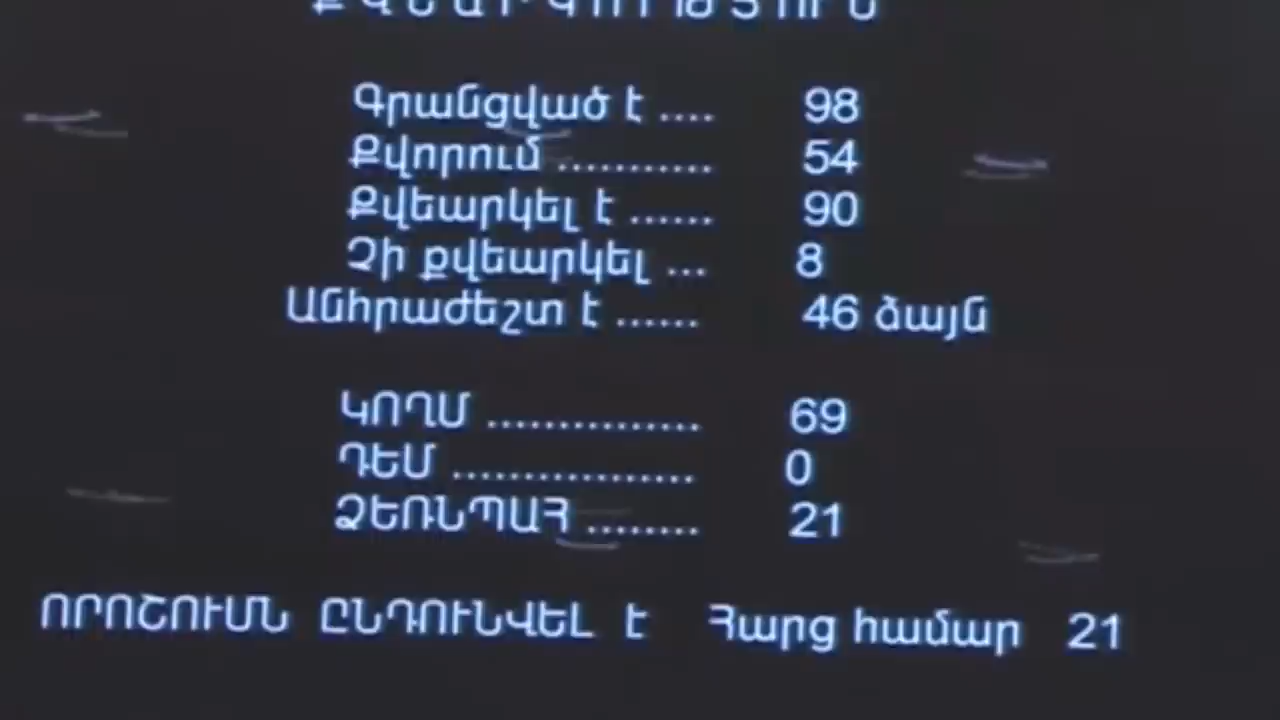 ՔՎԵԱՐԿՈՒԹՅՈՒՆ
Գրանցված է .... 98
Քվորում ........... 54
Քվեարկել է ...... 90
Չի քվեարկել ... 8
Անհրաժեշտ է ...... 46 ձայն
ԿՈՂՄ ............... 69
ԴԵՄ ................. 0
ՁԵՌՆՊԱՀ ........ 21
ՈՐՈՇՈՒՄՆ ԸՆԴՈՒՆՎԵԼ է Հարց համար 21